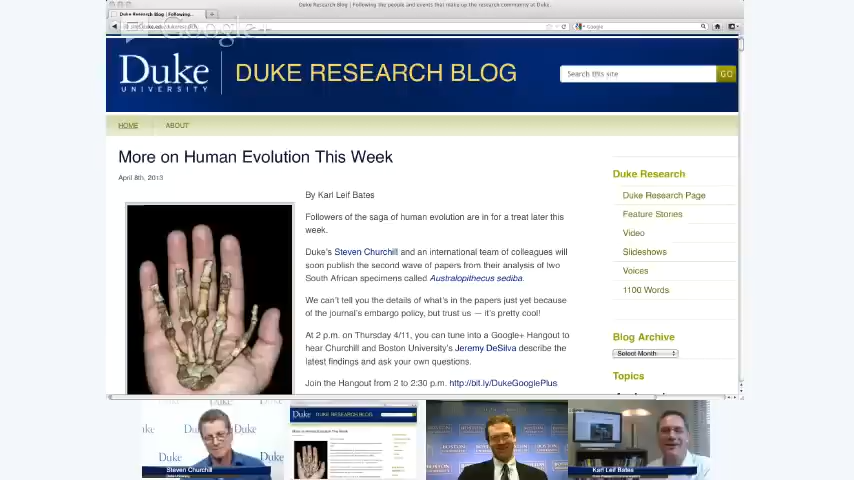 Duke Research Blog | Following the people and events that make up the research community at Duke.
Duke Research Blog | Following...
Google
Google+
Duke
UNIVERSITY
DUKE RESEARCH BLOG
Search this site
GO
HOME
ABOUT
More on Human Evolution This Week
April 8th, 2013
By Karl Leif Bates
Followers of the saga of human evolution are in for a treat later this
week.
Duke's Steven Churchill and an international team of colleagues will
soon publish the second wave of papers from their analysis of two
South African specimens called Australopithecus sediba.
We can't tell you the details of what's in the papers just yet because
of the journal's embargo policy, but trust us — it's pretty cool!
At 2 p.m. on Thursday 4/11, you can tune into a Google+ Hangout to
hear Churchill and Boston University's Jeremy DeSilva describe the
latest findings and ask your own questions.
Join the Hangout from 2 to 2:30 p.m. http://bit.ly/DukeGooglePlus
Duke Research
Duke Research Page
Feature Stories
Video
Slideshows
Voices
1100 Words
Blog Archive
Select Month
Topics
Steven Churchill
Duke
DUKE RESEARCH BLOG
More on Human Evolution This Week
BOSTON
Karl Leif Bates